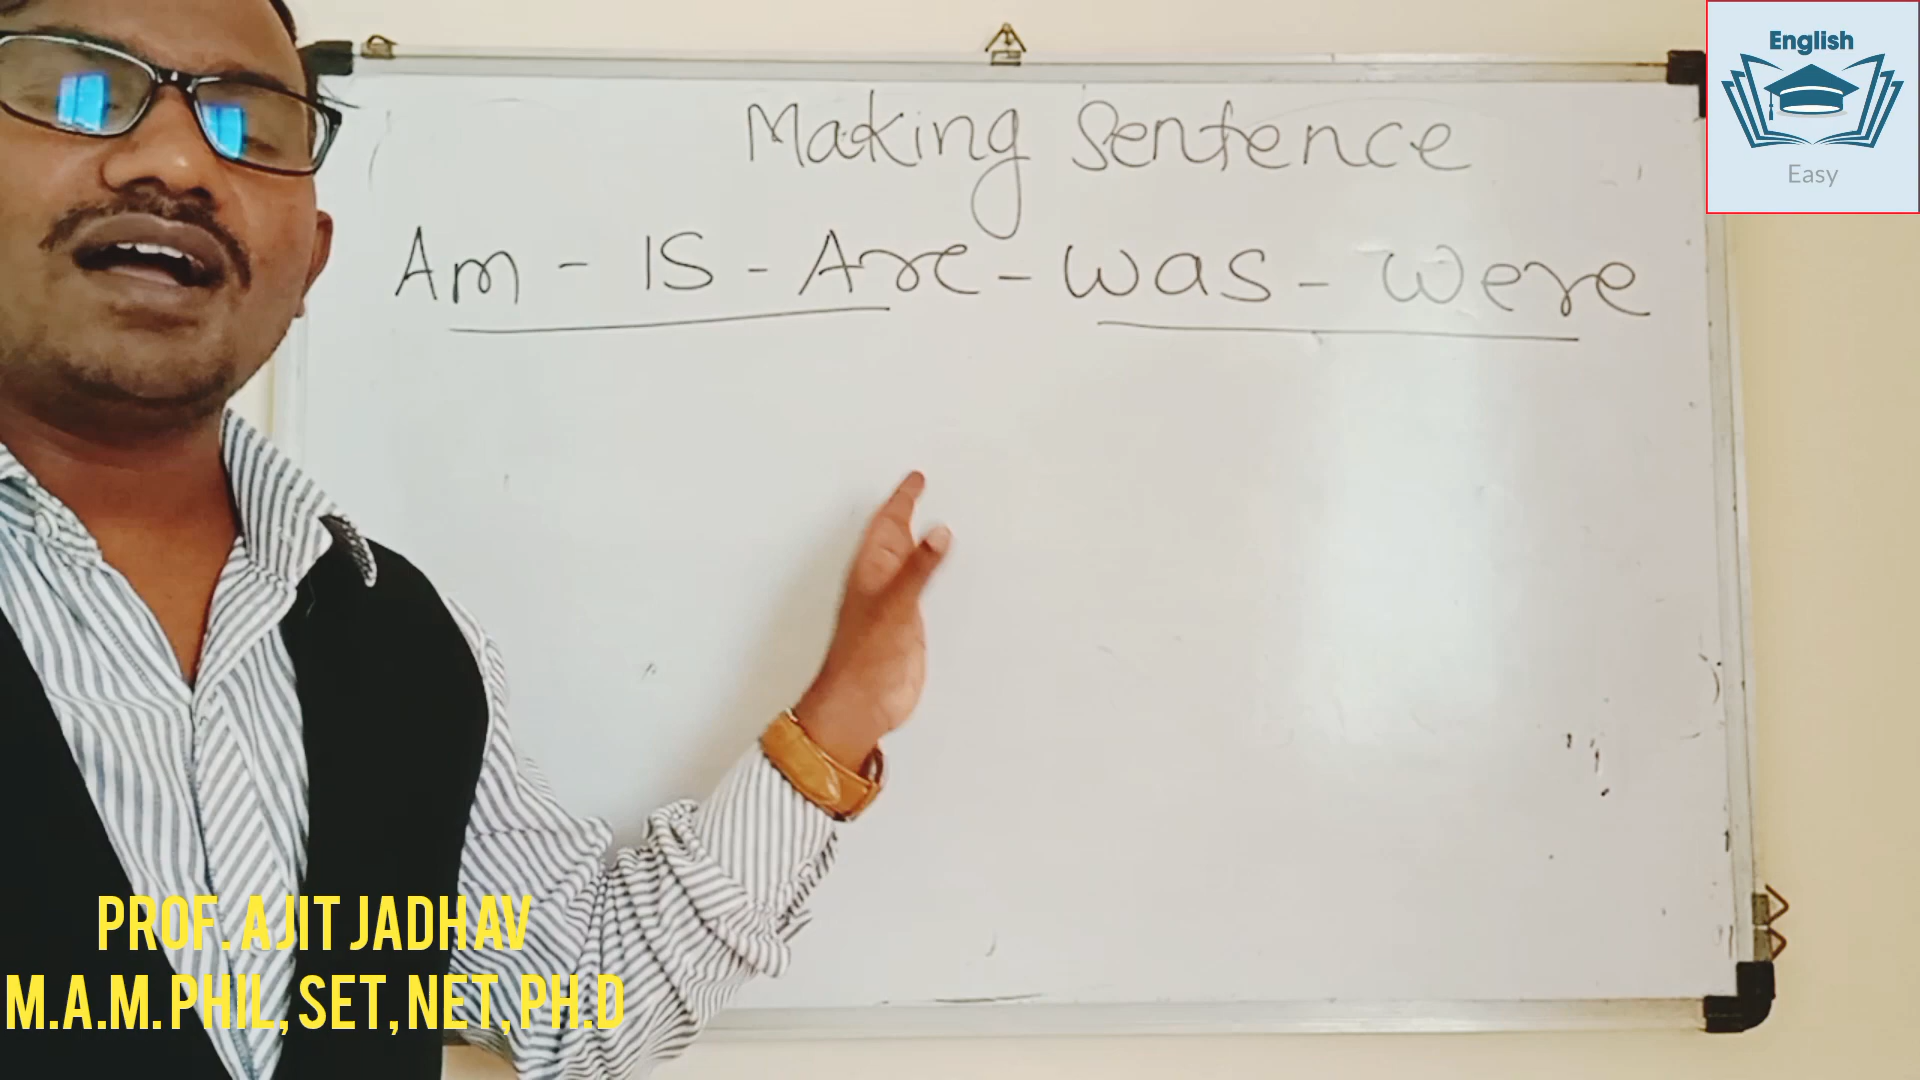 English
Easy
Making Sentence
Am - IS - Are - was - were
PROF. AJIT JADHAV
M.A.M. PHIL, SET, NET, PH.D